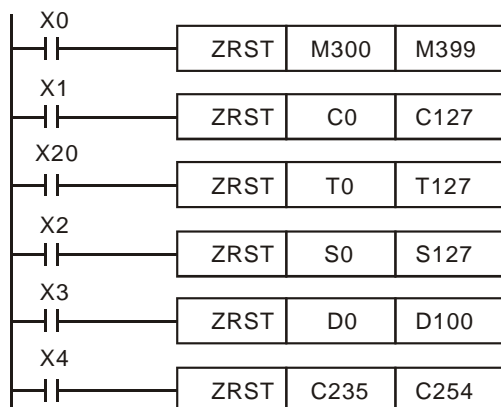 X0
ZRST M300 M399
X1
ZRST C0 C127
X20
ZRST T0 T127
X2
ZRST S0 S127
X3
ZRST D0 D100
X4
ZRST C235 C254